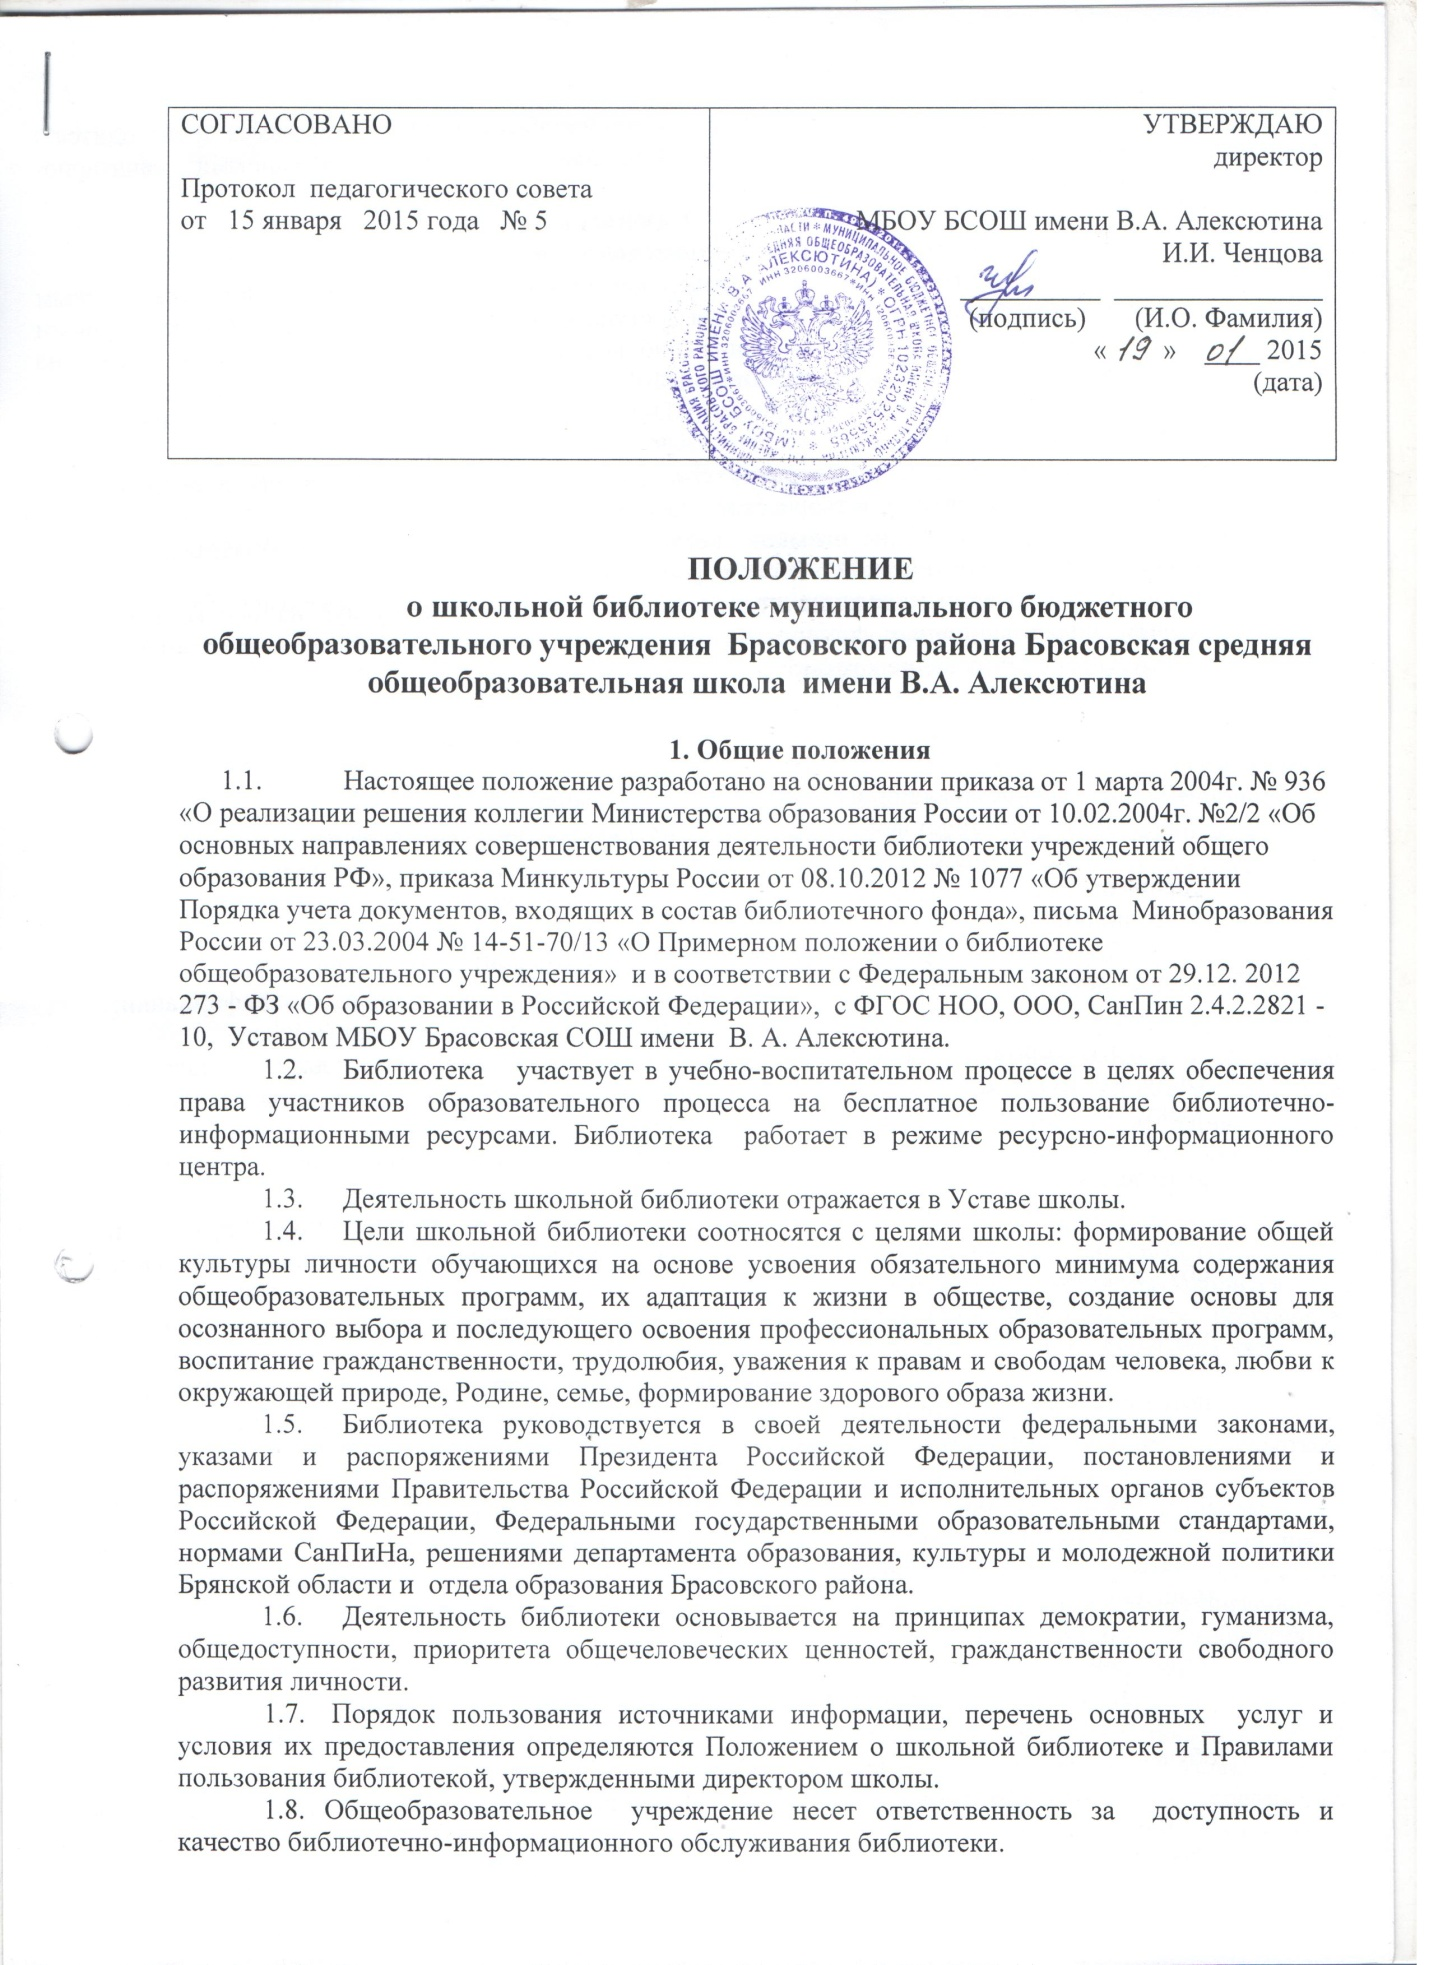 СОГЛАСОВАНО
Протокол педагогического совета
от 15 января 2015 года № 5
УТВЕРЖДАЮ
директор
МБОУ БСОШ имени В.А. Алексютина
И.И. Ченцова
(подпись) (И.О. Фамилия)
« 19 » 01 2015
(дата)
ПОЛОЖЕНИЕ
о школьной библиотеке муниципального бюджетного
общеобразовательного учреждения Брасовского района Брасовская средняя
общеобразовательная школа имени В.А. Алексютина
1. Общие положения
1.1. Настоящее положение разработано на основании приказа от 1 марта 2004г. № 936
«О реализации решения коллегии Министерства образования России от 10.02.2004г. №2/2 «Об
основных направлениях совершенствования деятельности библиотеки учреждений общего
образования РФ», приказа Минкультуры России от 08.10.2012 № 1077 «Об утверждении
Порядка учета документов, входящих в состав библиотечного фонда», письма Минобразования
России от 23.03.2004 № 14-51-70/13 «О Примерном положении о библиотеке
общеобразовательного учреждения» и в соответствии с Федеральным законом от 29.12. 2012
273 - ФЗ «Об образовании в Российской Федерации», с ФГОС НОО, ООО, СанПин 2.4.2.2821 -
10, Уставом МБОУ Брасовская СОШ имени В. А. Алексютина.
1.2. Библиотека участвует в учебно-воспитательном процессе в целях обеспечения
права участников образовательного процесса на бесплатное пользование библиотечно-
информационными ресурсами. Библиотека работает в режиме ресурсно-информационного
центра.
1.3. Деятельность школьной библиотеки отражается в Уставе школы.
1.4. Цели школьной библиотеки соотносятся с целями школы: формирование общей
культуры личности обучающихся на основе усвоения обязательного минимума содержания
общеобразовательных программ, их адаптация к жизни в обществе, создание основы для
осознанного выбора и последующего освоения профессиональных образовательных программ,
воспитание гражданственности, трудолюбия, уважения к правам и свободам человека, любви к
окружающей природе, Родине, семье, формирование здорового образа жизни.
1.5. Библиотека руководствуется в своей деятельности федеральными законами,
указами и распоряжениями Президента Российской Федерации, постановлениями и
распоряжениями Правительства Российской Федерации и исполнительных органов субъектов
Российской Федерации, Федеральными государственными образовательными стандартами,
нормами СанПиНа, решениями департамента образования, культуры и молодежной политики
Брянской области и отдела образования Брасовского района.
1.6. Деятельность библиотеки основывается на принципах демократии, гуманизма,
общедоступности, приоритета общечеловеческих ценностей, гражданственности свободного
развития личности.
1.7. Порядок пользования источниками информации, перечень основных услуг и
условия их предоставления определяются Положением о школьной библиотеке и Правилами
пользования библиотекой, утвержденными директором школы.
1.8. Общеобразовательное учреждение несет ответственность за доступность и
качество библиотечно-информационного обслуживания библиотеки.